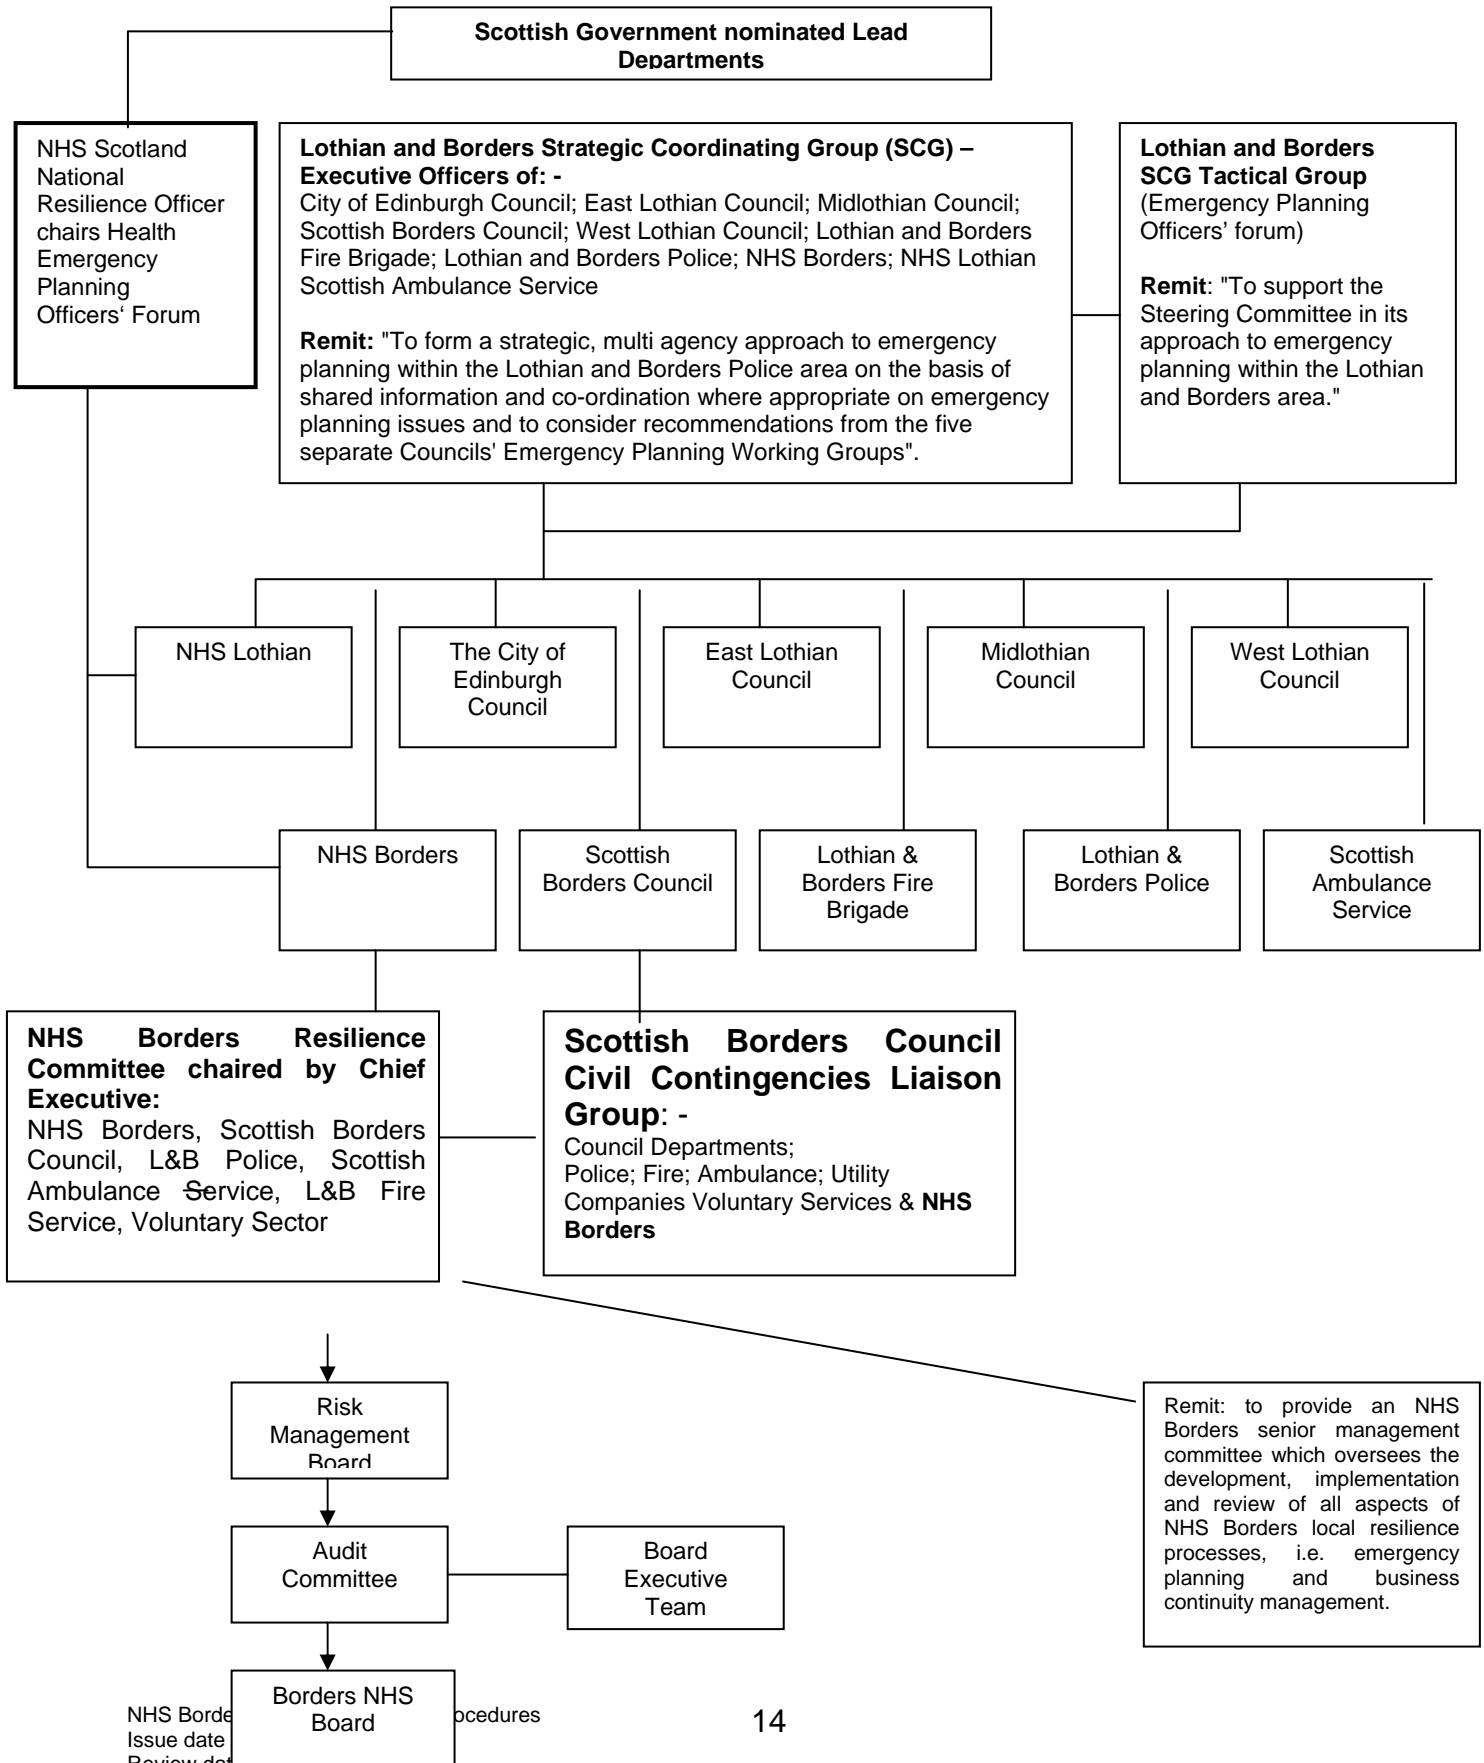 Scottish Government nominated Lead
Departments
NHS Scotland
National
Resilience Officer
chairs Health
Emergency
Planning
Officers‘ Forum
Lothian and Borders Strategic Coordinating Group (SCG) –
Executive Officers of: -
City of Edinburgh Council; East Lothian Council; Midlothian Council;
Scottish Borders Council; West Lothian Council; Lothian and Borders
Fire Brigade; Lothian and Borders Police; NHS Borders; NHS Lothian
Scottish Ambulance Service
Remit: "To form a strategic, multi agency approach to emergency
planning within the Lothian and Borders Police area on the basis of
shared information and co-ordination where appropriate on emergency
planning issues and to consider recommendations from the five
separate Councils' Emergency Planning Working Groups".
Lothian and Borders
SCG Tactical Group
(Emergency Planning
Officers' forum)
Remit: "To support the
Steering Committee in its
approach to emergency
planning within the Lothian
and Borders area."
NHS Lothian
The City of
Edinburgh
Council
East Lothian
Council
Midlothian
Council
West Lothian
Council
NHS Borders
Scottish
Borders Council
Lothian &
Borders Fire
Brigade
Lothian &
Borders Police
Scottish
Ambulance
Service
NHS Borders Resilience
Committee chaired by Chief
Executive:
NHS Borders, Scottish Borders
Council, L&B Police, Scottish
Ambulance Service, L&B Fire
Service, Voluntary Sector
Scottish Borders Council
Civil Contingencies Liaison
Group: -
Council Departments;
Police; Fire; Ambulance; Utility
Companies Voluntary Services & NHS
Borders
Risk
Management
Board
Audit
Committee
Board
Executive
Team
Borders NHS
Board
Remit: to provide an NHS
Borders senior management
committee which oversees the
development, implementation
and review of all aspects of
NHS Borders local resilience
processes, i.e. emergency
planning and business
continuity management.
NHS Borde ocedures
Issue date
Review dat
14